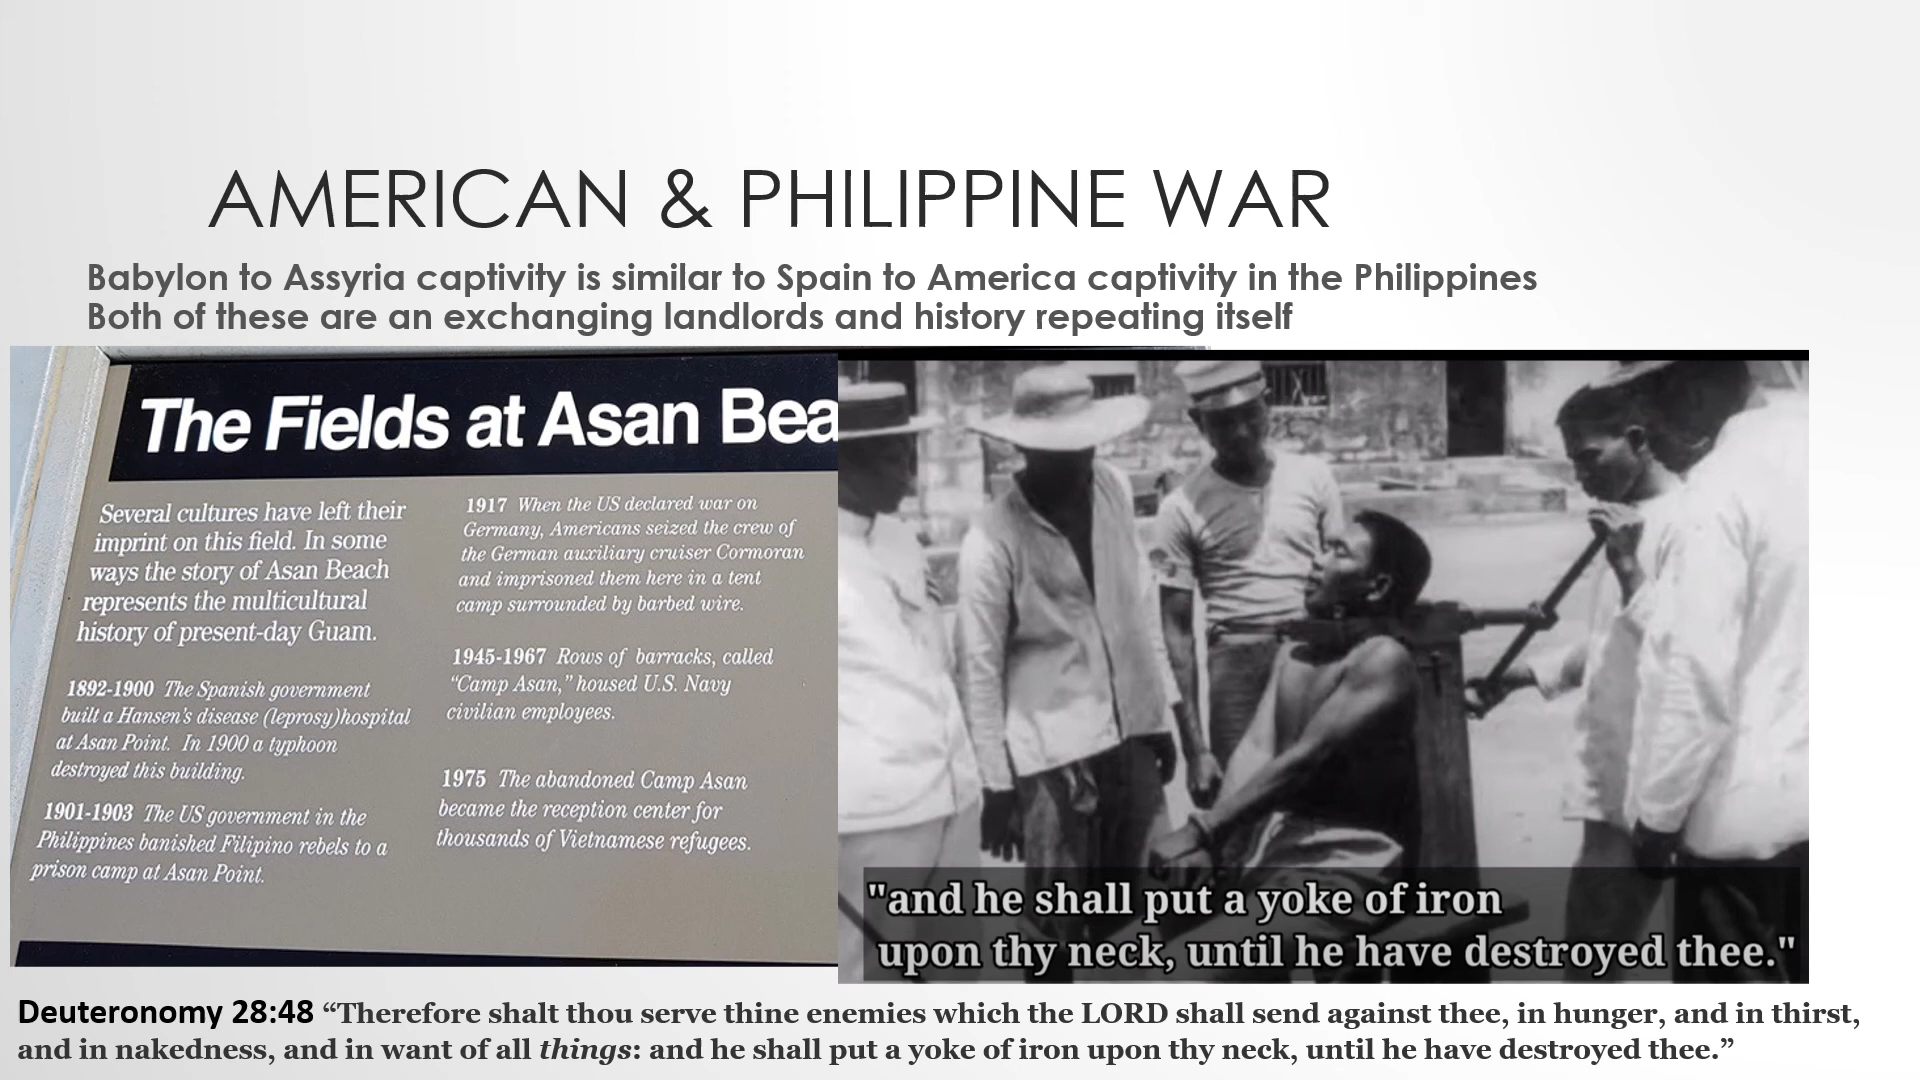 AMERICAN & PHILIPPINE WAR
Babylon to Assyria captivity is similar to Spain to America captivity in the Philippines
Both of these are an exchanging landlords and history repeating itself
The Fields at Asan Bea
Several cultures have left their
imprint on this field. In some
ways the story of Asan Beach
represents the multicultural
history of present-day Guam.
1892-1900 The Spanish government
built a Hansen's disease (leprosy)hospital
at Asan Point. In 1900 a typhoon
destroyed this building.
1901-1903 The US government in the
Philippines banished Filipino rebels to a
prison camp at Asan Point.
1917 When the US declared war on
Germany, Americans seized the crew of
the German auxiliary cruiser Cormoran
and imprisoned them here in a tent
camp surrounded by barbed wire.
1945-1967 Rows of barracks, called
"Camp Asan," housed U.S. Navy
civilian employees.
1975 The abandoned Camp Asan
became the reception center for
thousands of Vietnamese refugees.
"and he shall put a yoke of iron
upon thy neck, until he have destroyed thee."
Deuteronomy 28:48 “Therefore shalt thou serve thine enemies which the LORD shall send against thee, in hunger, and in thirst,
and in nakedness, and in want of all things: and he shall put a yoke of iron upon thy neck, until he have destroyed thee.”